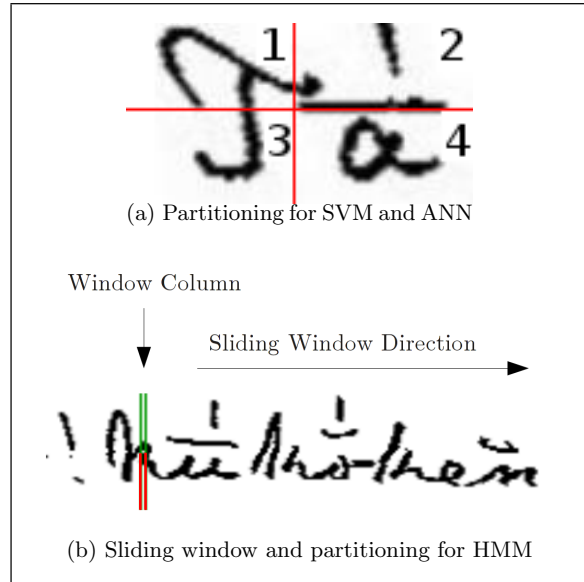 1 2
3 4
(a) Partitioning for SVM and ANN
Window Column
Sliding Window Direction
(b) Sliding window and partitioning for HMM